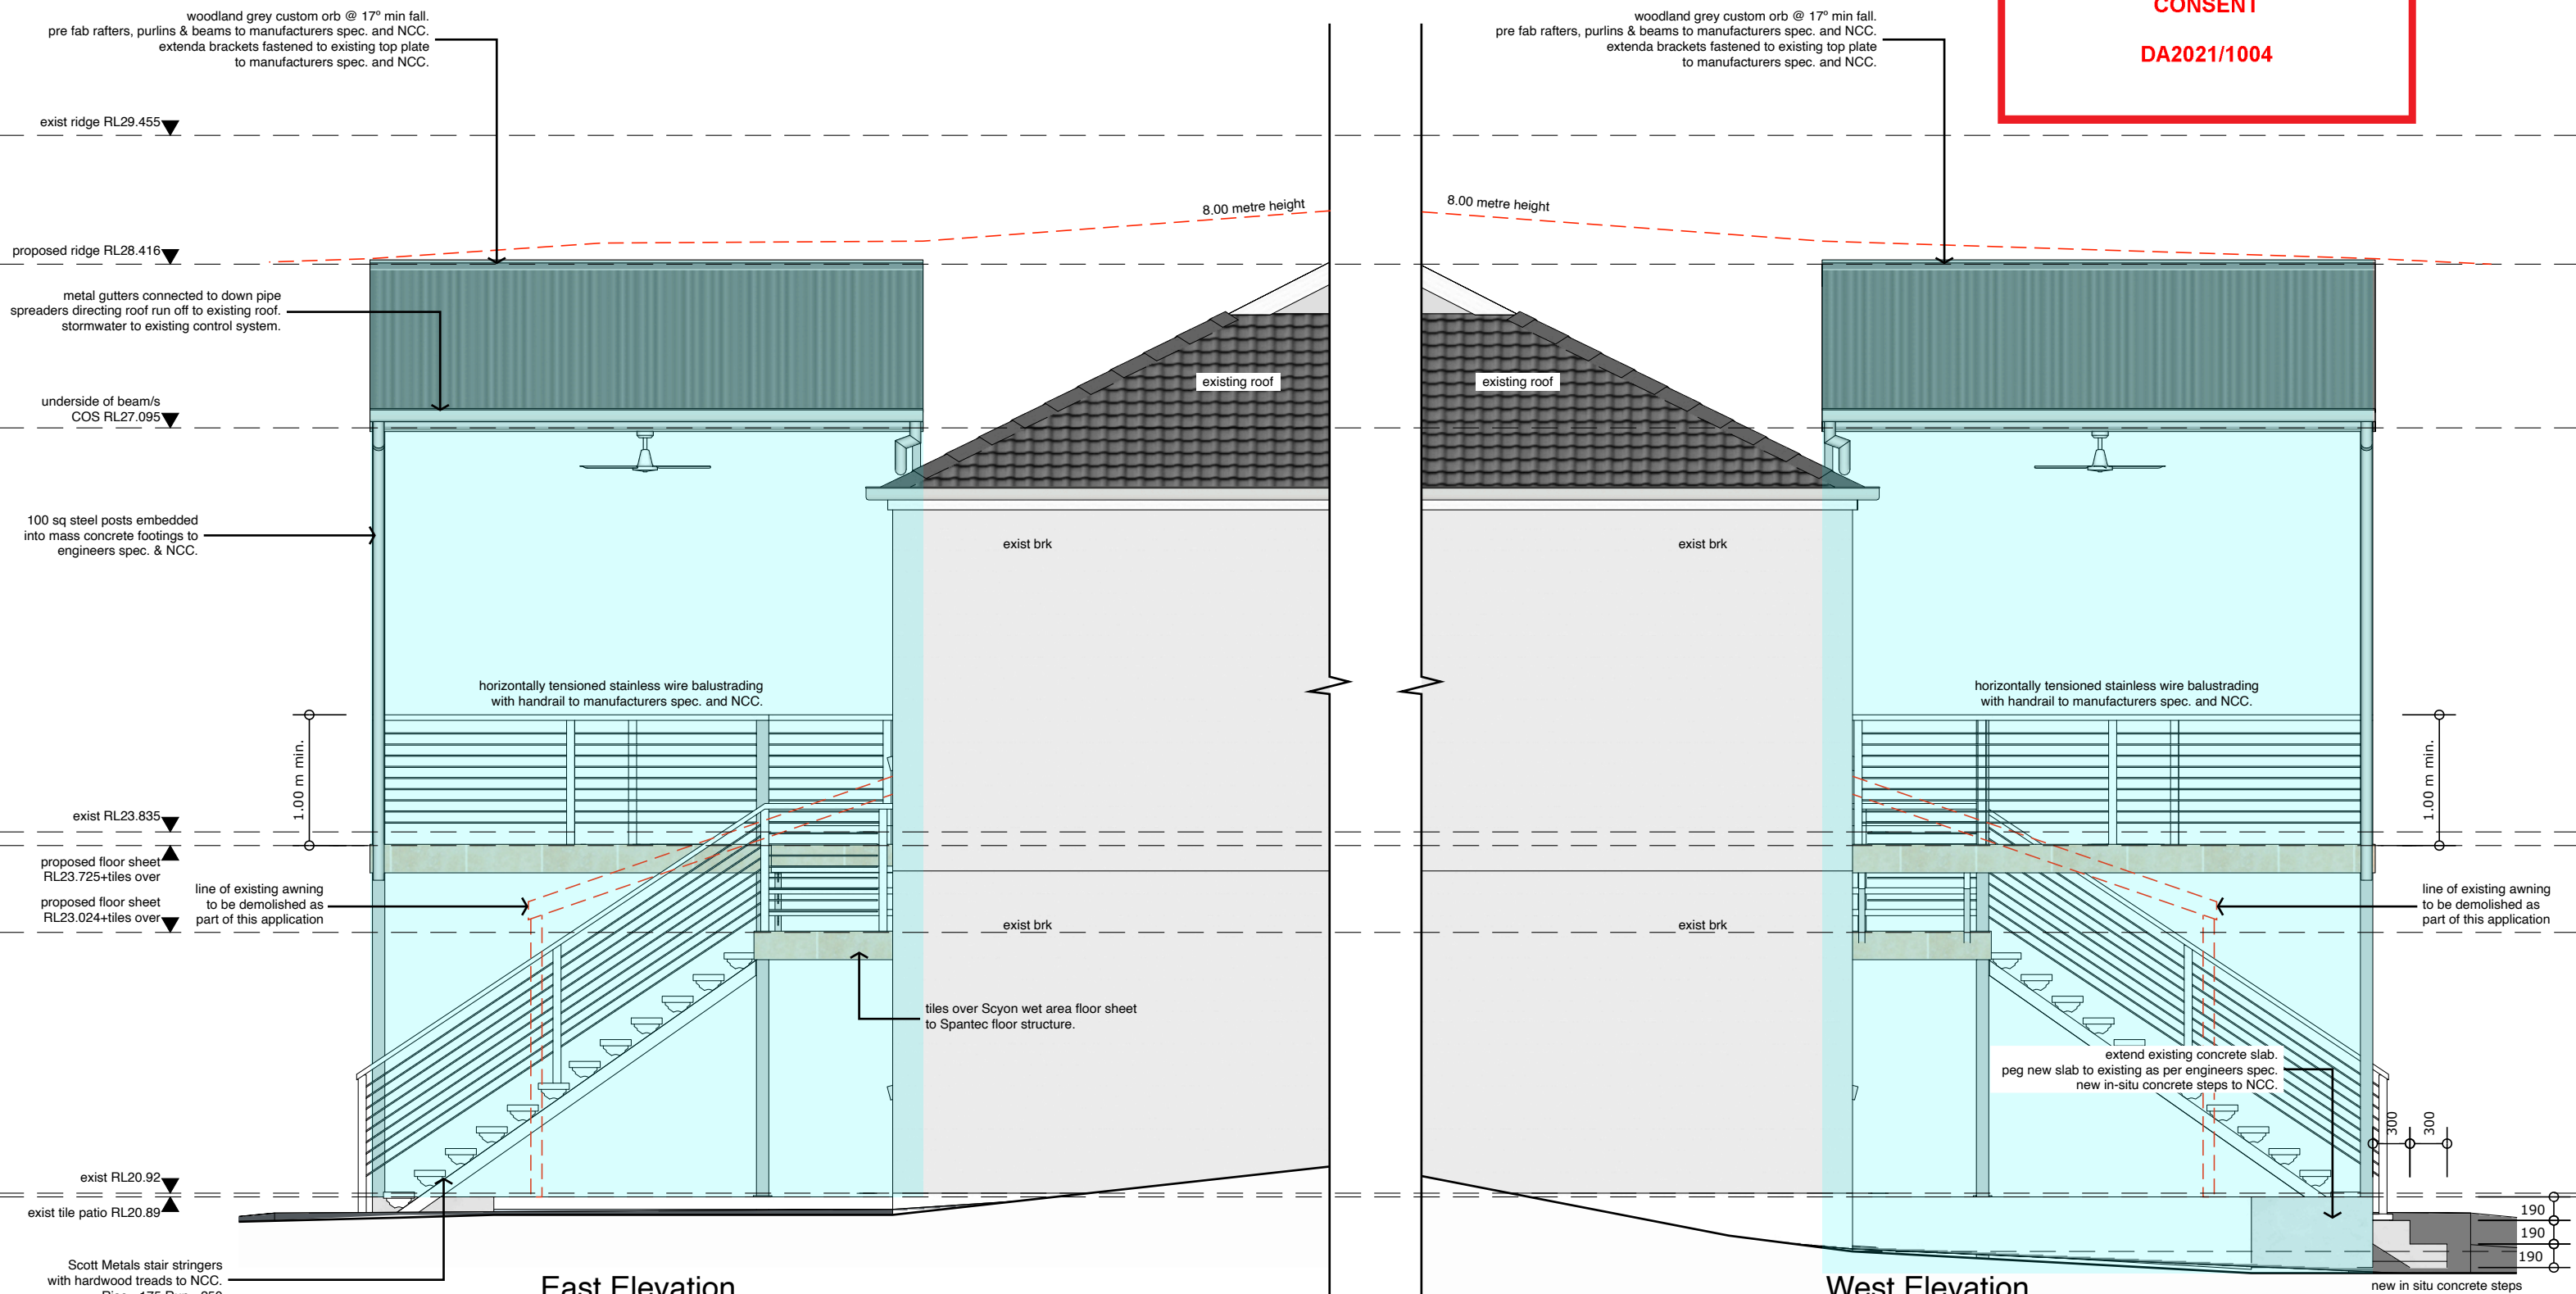 woodland grey custom orb @ 17º min fall.
pre fab rafters, purlins & beams to manufacturers spec. and NCC.
extenda brackets fastened to existing top plate
to manufacturers spec. and NCC.
woodland grey custom orb @ 17º min fall.
pre fab rafters, purlins & beams to manufacturers spec. and NCC.
extenda brackets fastened to existing top plate
to manufacturers spec. and NCC.
CONSENT
DA2021/1004
exist ridge RL29.455
8.00 metre height
8.00 metre height
proposed ridge RL28.416
metal gutters connected to down pipe
spreaders directing roof run off to existing roof.
stormwater to existing control system.
existing roof
existing roof
underside of beam/s
COS RL27.095
100 sq steel posts embedded
into mass concrete footings to
engineers spec. & NCC.
exist brk
exist brk
horizontally tensioned stainless wire balustrading
with handrail to manufacturers spec. and NCC.
horizontally tensioned stainless wire balustrading
with handrail to manufacturers spec. and NCC.
1.00 m min.
1.00 m min.
exist RL23.835
proposed floor sheet
RL23.725+tiles over
proposed floor sheet
RL23.024+tiles over
line of existing awning
to be demolished as
part of this application
line of existing awning
to be demolished as
part of this application
exist brk
exist brk
tiles over Scyon wet area floor sheet
to Spantec floor structure.
extend existing concrete slab.
peg new slab to existing as per engineers spec.
new in-situ concrete steps to NCC.
300
300
exist RL20.92
exist tile patio RL20.89
190
190
190
Scott Metals stair stringers
with hardwood treads to NCC.
East Elevation
West Elevation
new in situ concrete steps